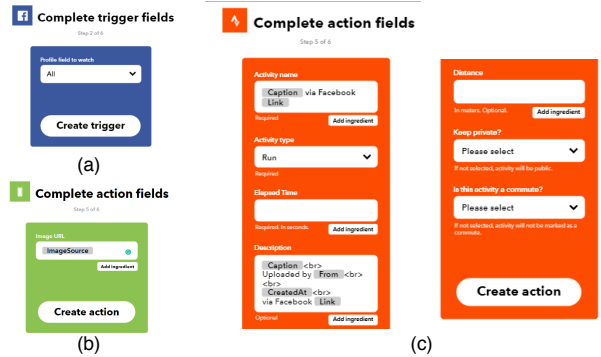 Complete trigger fields
Step 2 of 6
Profile field to watch
All
Create trigger
(a)
Complete action fields
Step 5 of 6
Image URL
ImageSource
Add ingredient
Create action
(b)
Complete action fields
Step 5 of 6
Activity name
Caption via Facebook
Link
Required
Add ingredient
Activity type
Run
Required
Elapsed Time
Required. In seconds.
Add ingredient
Description
Caption <br>
Uploaded by From <br>
<br>
CreatedAt <br>
via Facebook Link
Optional
Add ingredient
Distance
In meters. Optional.
Add ingredient
Keep private?
Please select
If not selected, activity will be public.
Is this activity a commute?
Please select
If not selected, activity will not be marked as a
commute.
Create action
(c)